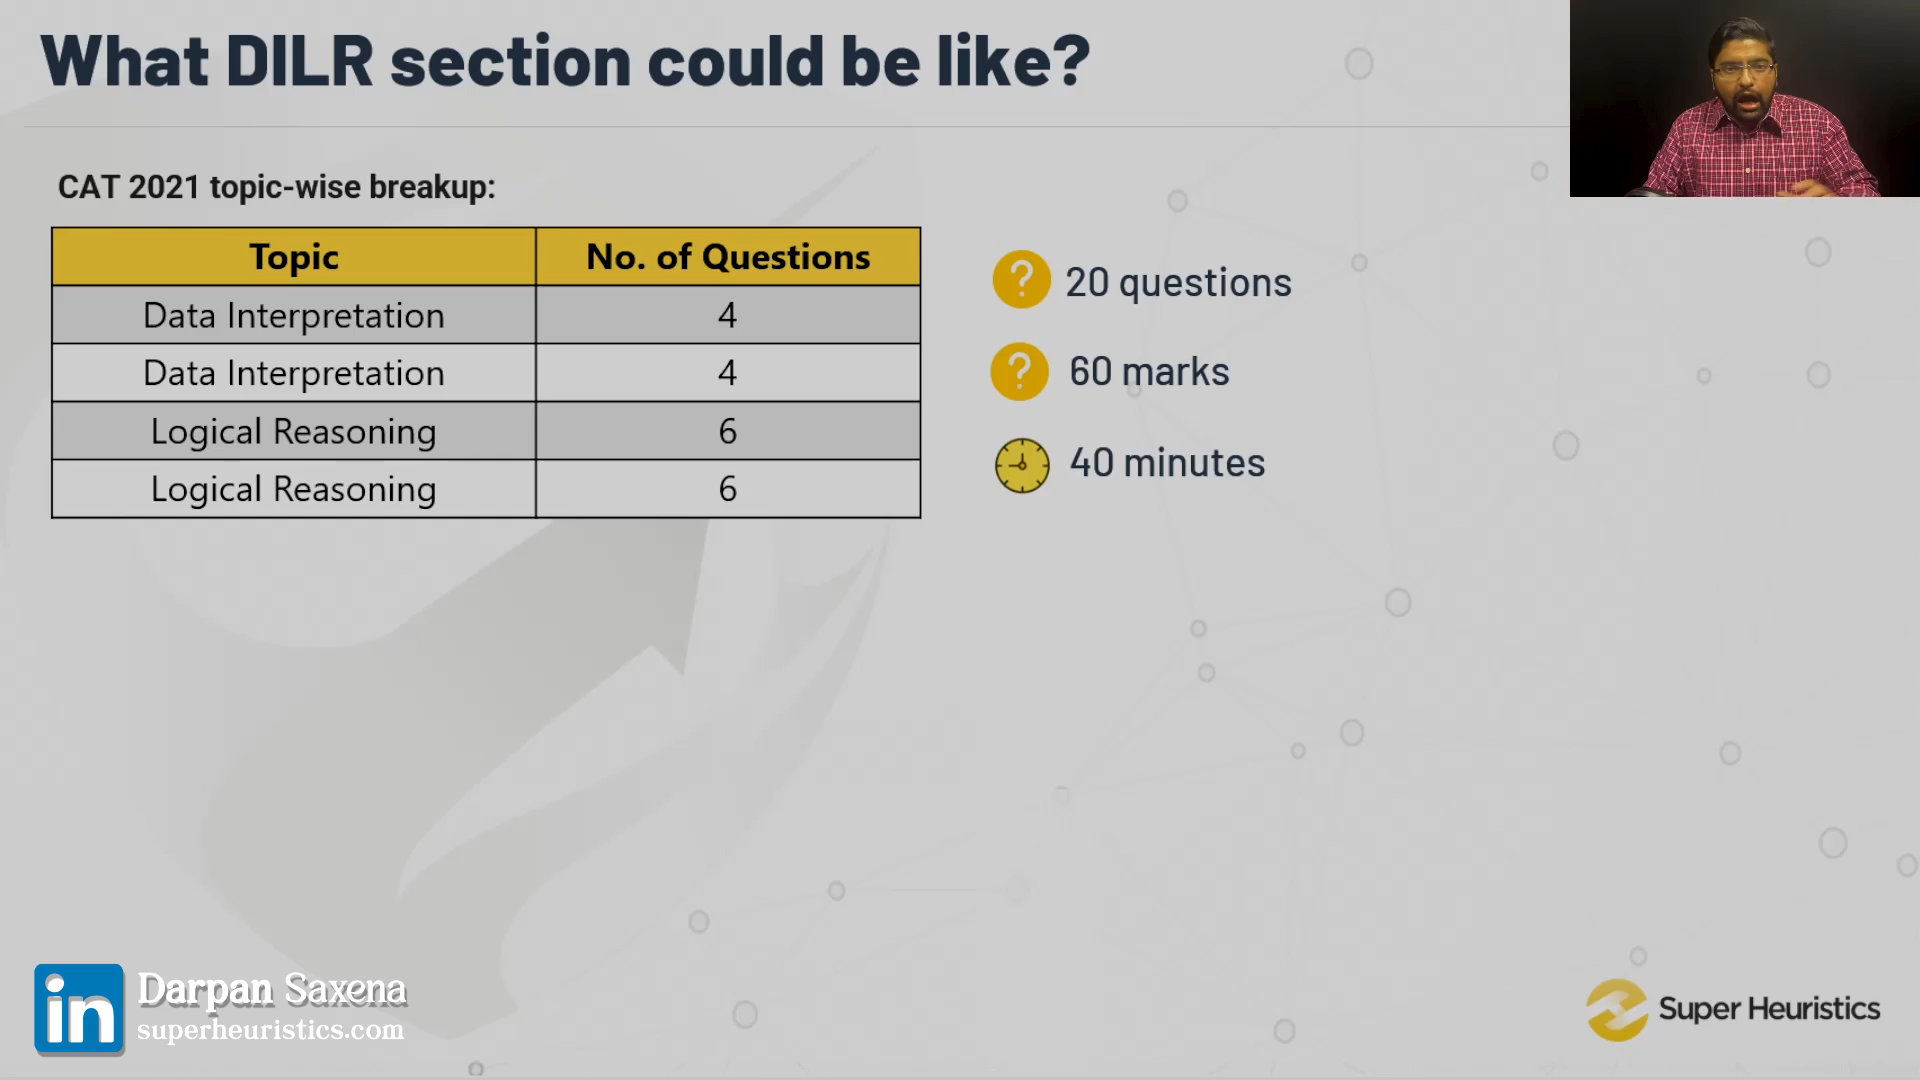 What DILR section could be like?
CAT 2021 topic-wise breakup:
Topic No. of Questions
Data Interpretation 4
Data Interpretation 4
Logical Reasoning 6
Logical Reasoning 6
? 20 questions
? 60 marks
40 minutes
in Darpan Saxena
superheuristics.com
Super Heuristics